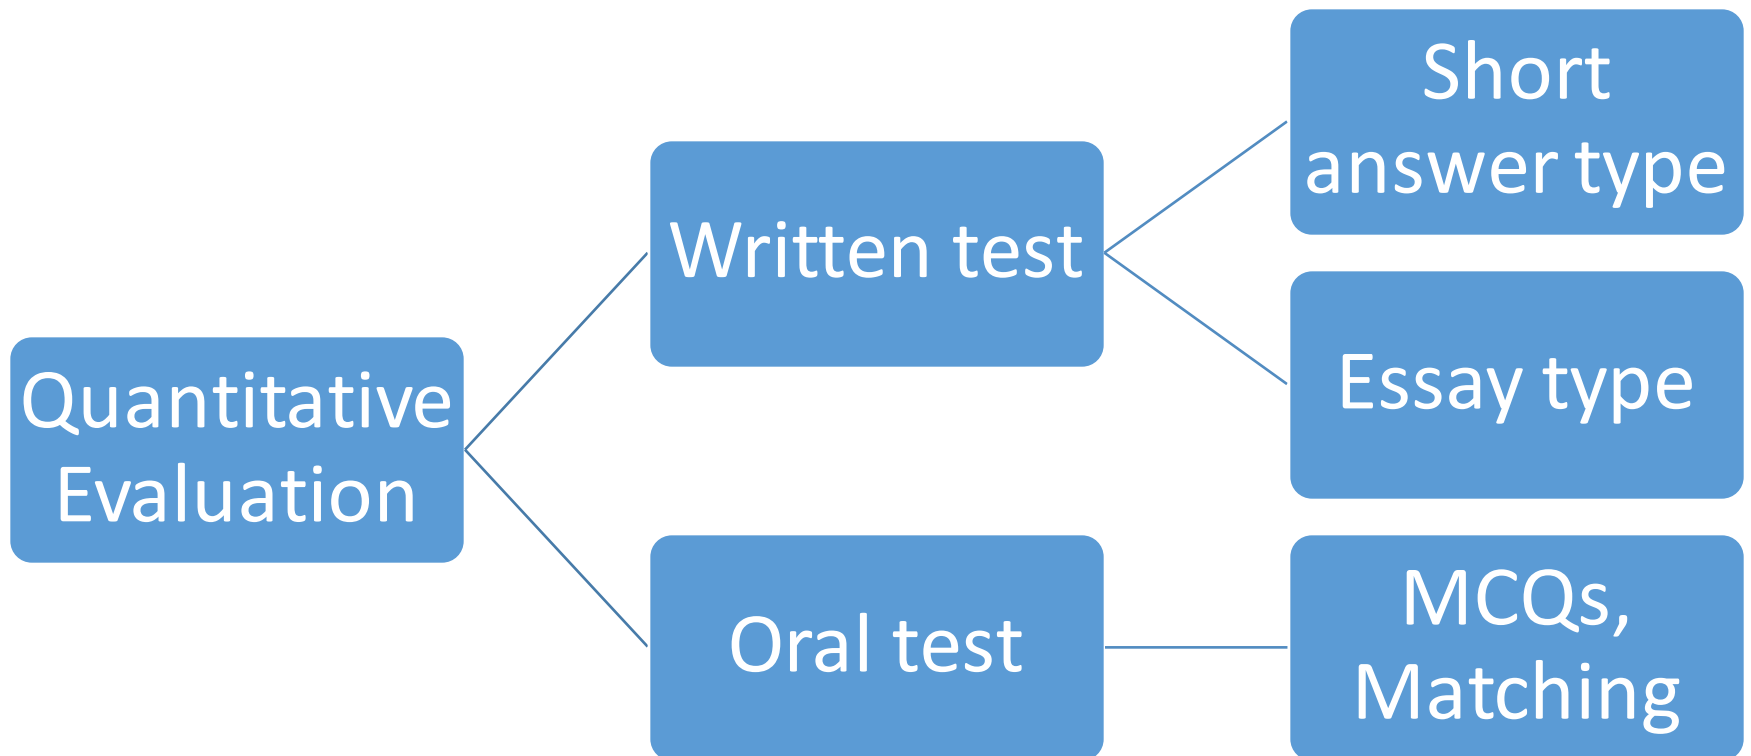 Quantitative
Evaluation
Written test
Short
answer type
Essay type
Oral test
MCQs,
Matching